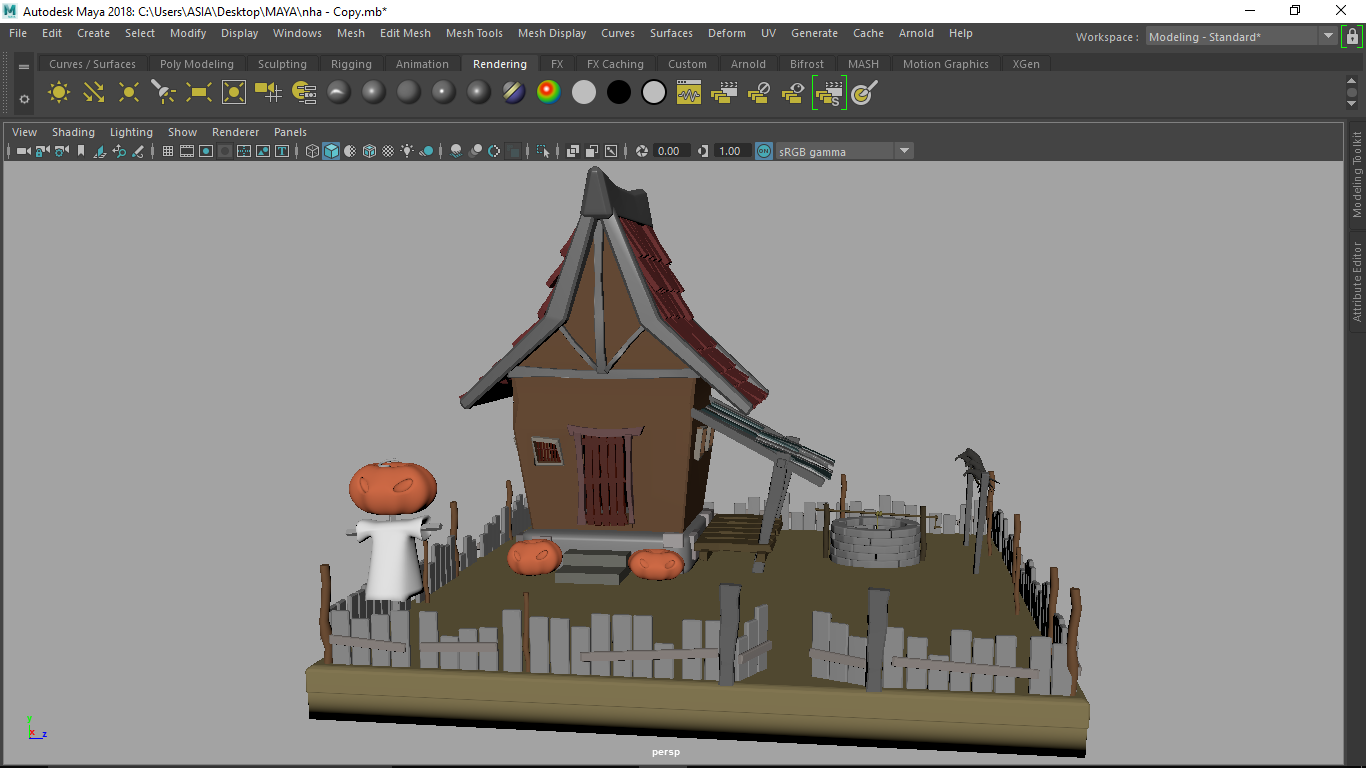 Autodesk Maya 2018: C:\Users\ASIA\Desktop\MAYA\nha - Copy.mb*
File Edit Create Select Modify Display Windows Mesh Edit Mesh Mesh Tools Mesh Display Curves Surfaces Deform UV Generate Cache Arnold Help Workspace : Modeling - Standard*
Curves / Surfaces Poly Modeling Sculpting Rigging Animation Rendering FX FX Caching Custom Arnold Bifrost MASH Motion Graphics XGen
S
View Shading Lighting Show Renderer Panels
0.00 1.00 ON sRGB gamma
Modeling Toolkit
Attribute Editor
y
x z
persp